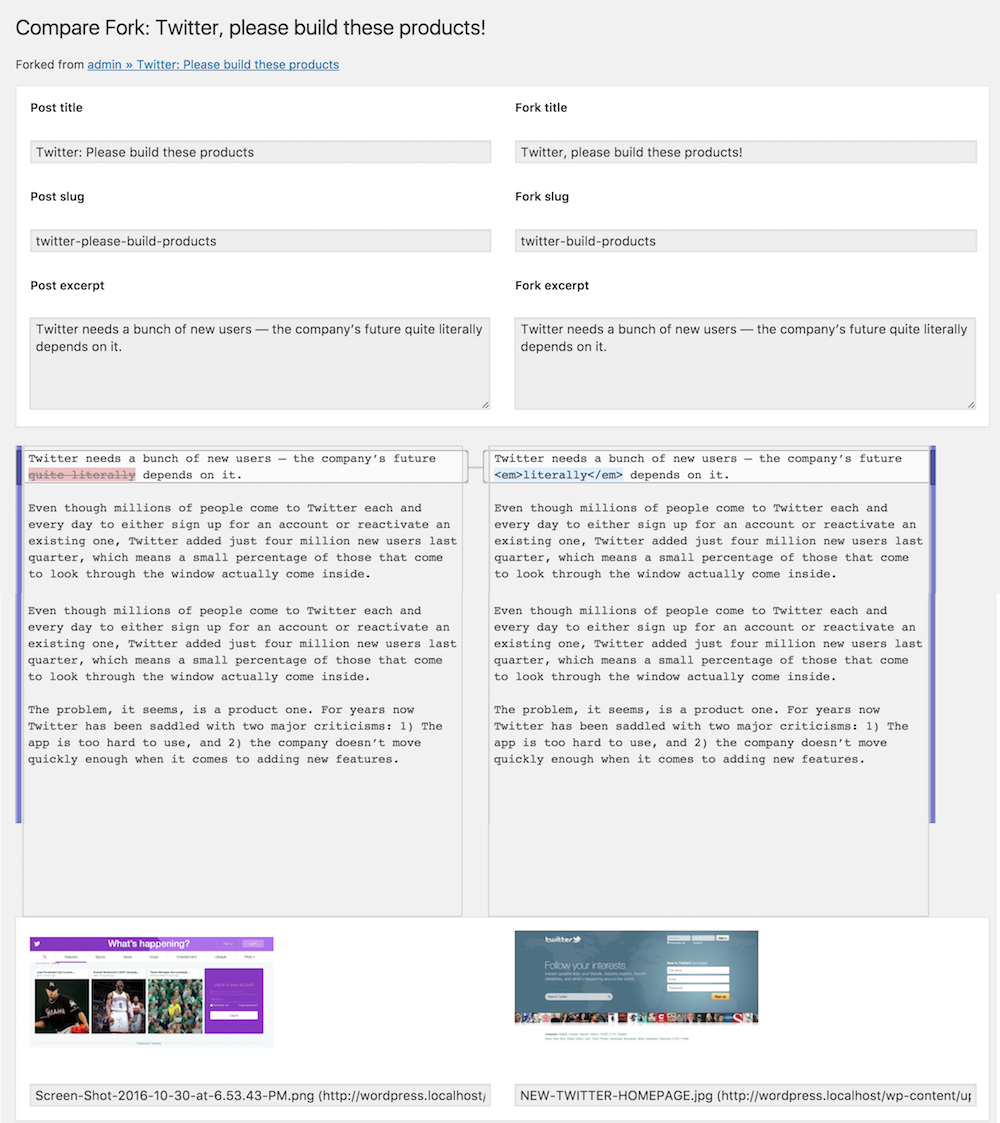 Compare Fork: Twitter, please build these products!
Forked from admin » Twitter: Please build these products
Post title
Fork title
Twitter: Please build these products
Twitter, please build these products!
Post slug
Fork slug
twitter-please-build-products
twitter-build-products
Post excerpt
Fork excerpt
Twitter needs a bunch of new users — the company’s future quite literally
depends on it.
Twitter needs a bunch of new users — the company’s future quite literally
depends on it.
Twitter needs a bunch of new users — the company’s future
quite literally depends on it.
Even though millions of people come to Twitter each and
every day to either sign up for an account or reactivate an
existing one, Twitter added just four million new users last
quarter, which means a small percentage of those that come
to look through the window actually come inside.
Even though millions of people come to Twitter each and
every day to either sign up for an account or reactivate an
existing one, Twitter added just four million new users last
quarter, which means a small percentage of those that come
to look through the window actually come inside.
The problem, it seems, is a product one. For years now
Twitter has been saddled with two major criticisms: 1) The
app is too hard to use, and 2) the company doesn’t move
quickly enough when it comes to adding new features.
Twitter needs a bunch of new users — the company’s future
<em>literally</em> depends on it.
Even though millions of people come to Twitter each and
every day to either sign up for an account or reactivate an
existing one, Twitter added just four million new users last
quarter, which means a small percentage of those that come
to look through the window actually come inside.
Even though millions of people come to Twitter each and
every day to either sign up for an account or reactivate an
existing one, Twitter added just four million new users last
quarter, which means a small percentage of those that come
to look through the window actually come inside.
The problem, it seems, is a product one. For years now
Twitter has been saddled with two major criticisms: 1) The
app is too hard to use, and 2) the company doesn’t move
quickly enough when it comes to adding new features.
What's happening?
Featured Sports News Music Entertainment Lifestyle
twitter
Follow your interests
Screen-Shot-2016-10-30-at-6.53.43-PM.png (http://wordpress.localhost/
NEW-TWITTER-HOMEPAGE.jpg (http://wordpress.localhost/wp-content/up